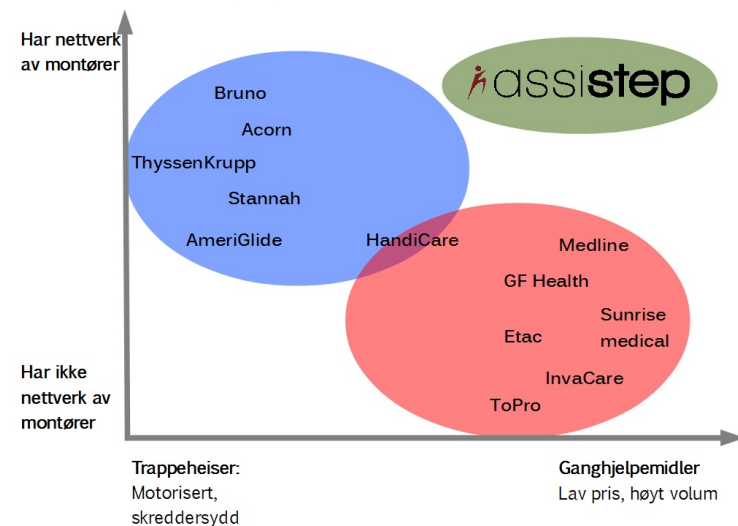 Har nettverk
av montører
assistep
Bruno
Acorn
ThyssenKrupp
Stannah
AmeriGlide
HandiCare
Medline
GF Health
Sunrise
medical
Etac
InvaCare
ToPro
Har ikke
nettverk av
montører
Trappeheiser:
Motorisert,
skreddersydd
Ganghjelpemidler
Lav pris, høyt volum